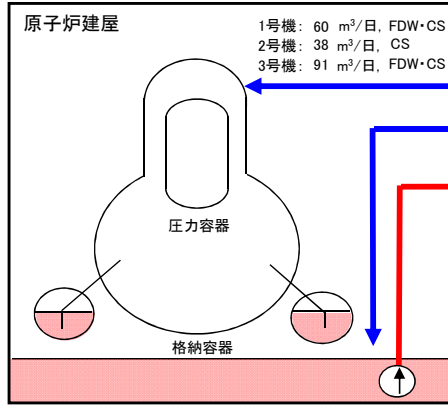 原子炉建屋
1号機: 60 m³/日, FDW・CS
2号機: 38 m³/日, CS
3号機: 91 m³/日, FDW・CS
圧力容器
格納容器